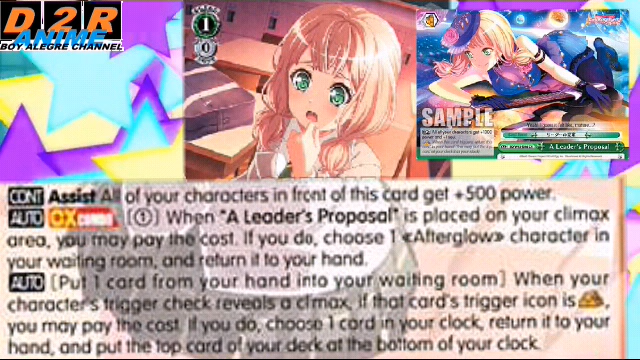 D2R
ANIME
BOY ALEGRE CHANNEL
1
0
SAMPLE
A Leader's Proposal
CONT Assist All of your characters in front of this card get +500 power.
AUTO CX COMBO [(1)] When "A Leader's Proposal" is placed on your climax
area, you may pay the cost. If you do, choose 1 «Afterglow» character in
your waiting room, and return it to your hand.
AUTO [Put 1 card from your hand into your waiting room] When your
character's trigger check reveals a climax, if that card's trigger icon is
you may pay the cost. If you do, choose 1 card in your clock, return it to your
hand, and put the top card of your deck at the bottom of your clock.